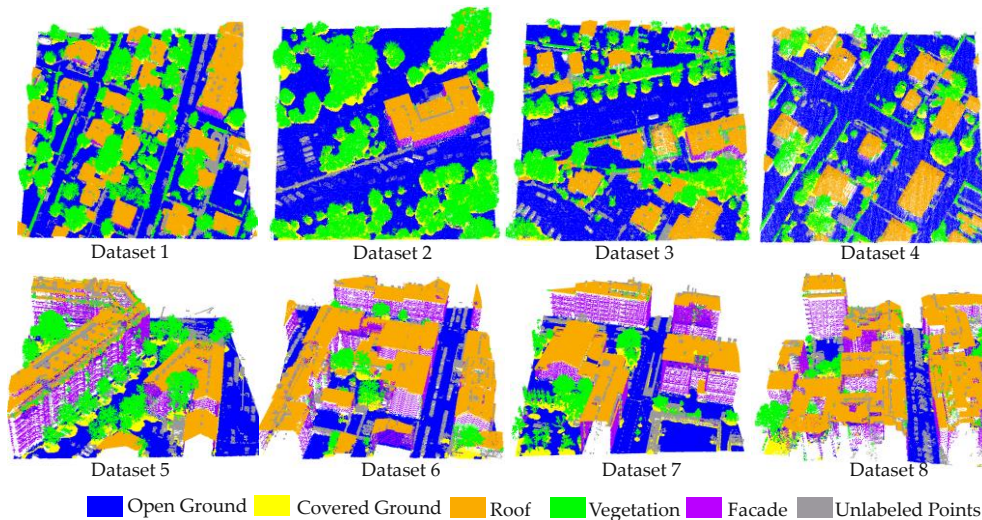 Dataset 1 Dataset 2 Dataset 3 Dataset 4
Dataset 5 Dataset 6 Dataset 7 Dataset 8
Open Ground Covered Ground Roof Vegetation Facade Unlabeled Points